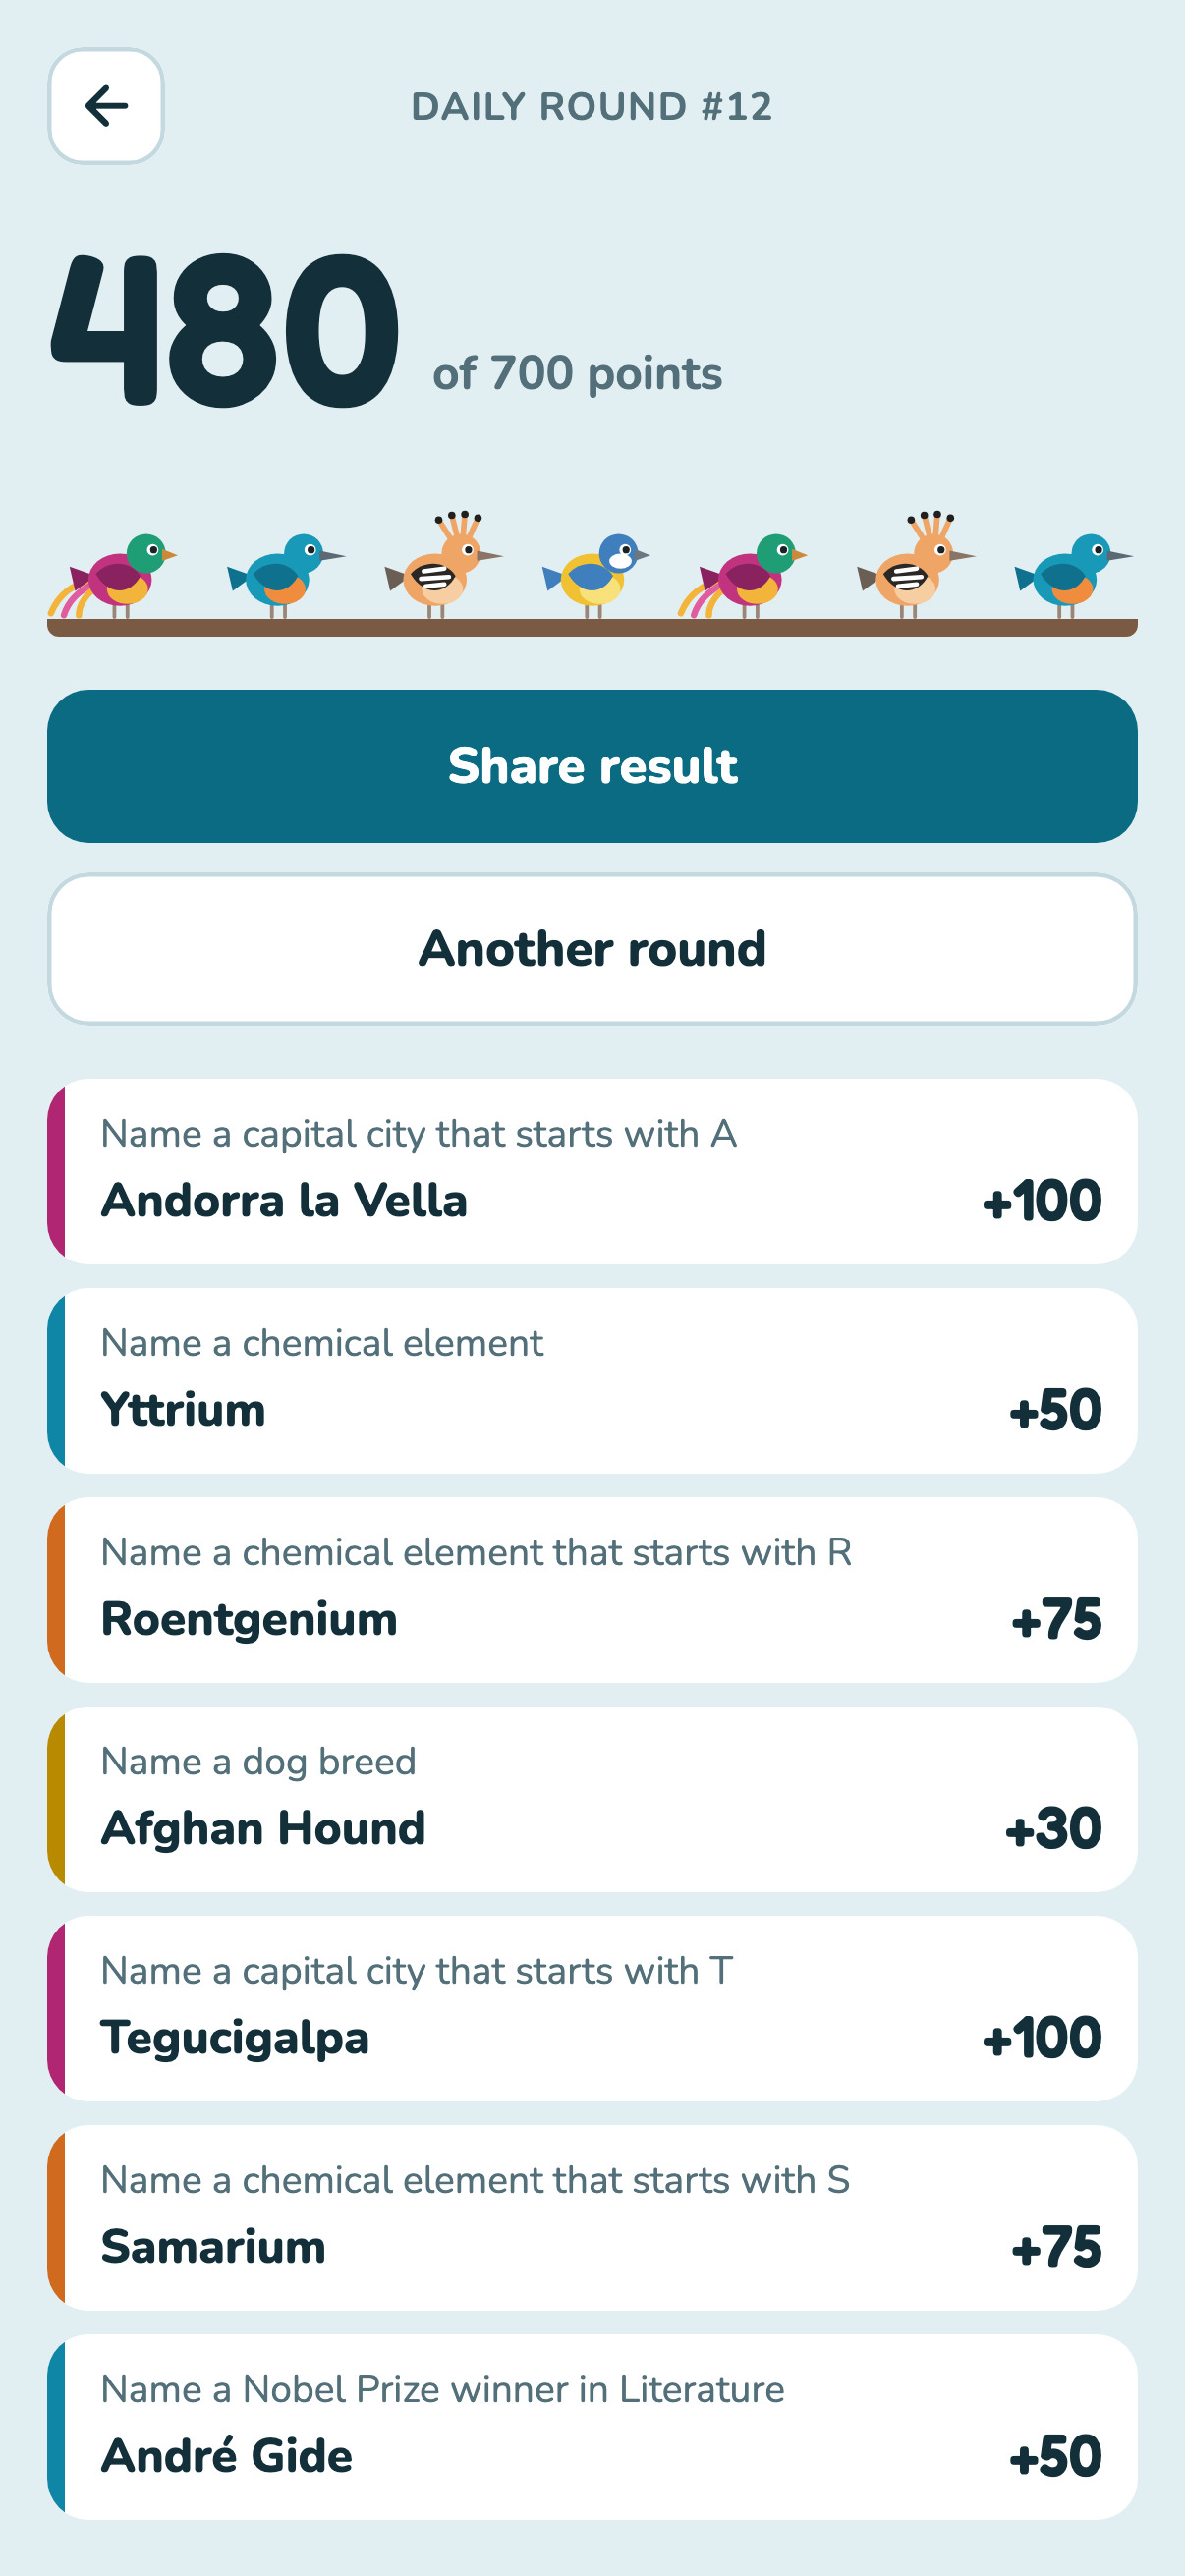 DAILY ROUND #12
480 of 700 points
Share result
Another round
Name a capital city that starts with A
Andorra la Vella +100
Name a chemical element
Yttrium +50
Name a chemical element that starts with R
Roentgenium +75
Name a dog breed
Afghan Hound +30
Name a capital city that starts with T
Tegucigalpa +100
Name a chemical element that starts with S
Samarium +75
Name a Nobel Prize winner in Literature
André Gide +50